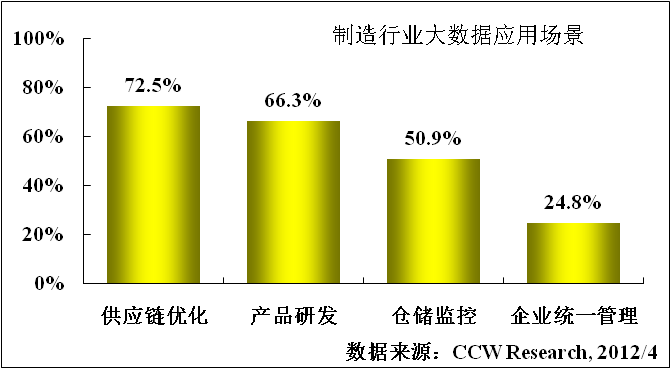 制造行业大数据应用场景
100%
80%
60%
40%
20%
0%
72.5%
66.3%
50.9%
24.8%
供应链优化
产品研发
仓储监控
企业统一管理
数据来源：CCW Research, 2012/4